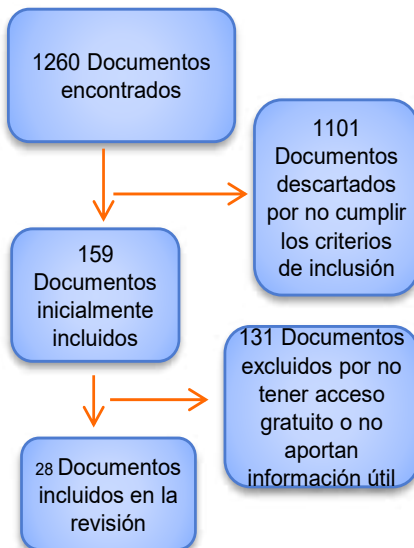 1260 Documentos
encontrados
1101
Documentos
descartados
por no cumplir
los criterios
de inclusión
159
Documentos
inicialmente
incluidos
131 Documentos
excluidos por no
tener acceso
gratuito o no
aportan
información útil
28 Documentos
incluidos en la
revisión